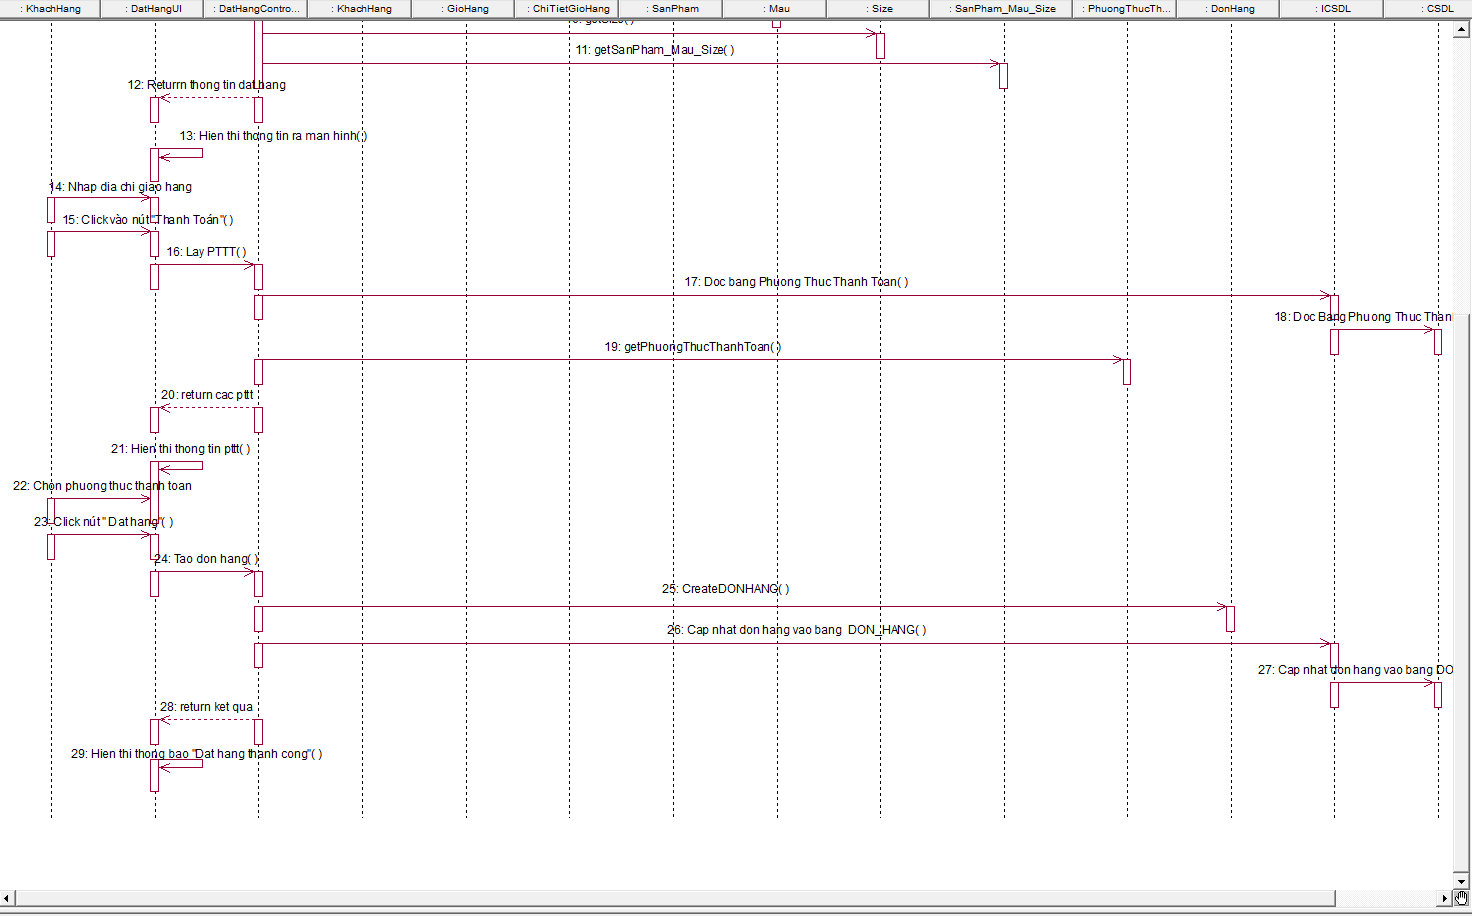 : KhachHang
: DatHangUI
: DatHangContro...
: KhachHang
: GioHang
: ChiTietGioHang
: SanPham
: Mau
: Size
: SanPham_Mau_Size
: PhuongThucTh...
: DonHang
: ICSDL
: CSDL
11: getSanPham_Mau_Size( )
12: Returrn thong tin dat hang
13: Hien thi thong tin ra man hinh( )
14: Nhap dia chi giao hang
15: Click vào nút "Thanh Toán"( )
16: Lay PTTT( )
17: Doc bang Phuong Thuc Thanh Toan( )
18: Doc Bang Phuong Thuc Than
19: getPhuongThucThanhToan( )
20: return cac pttt
21: Hien thi thong tin pttt( )
22: Chon phuong thuc thanh toan
23: Click nút " Dat hang"( )
24: Tao don hang( )
25: CreateDONHANG( )
26: Cap nhat don hang vao bang  DON_HANG( )
27: Cap nhat don hang vao bang DO
28: return ket qua
29: Hien thi thong bao "Dat hang thanh cong"( )